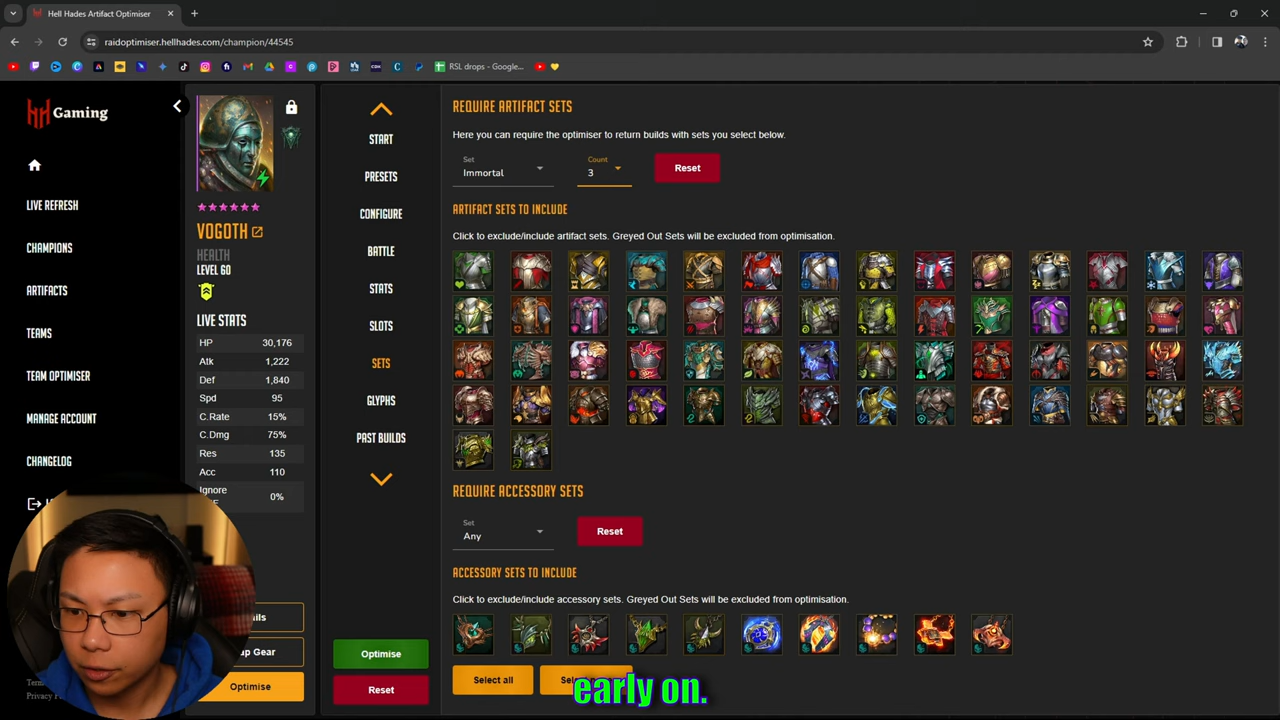 Hell Hades Artifact Optimiser
raidoptimiser.hellhades.com/champion/44545
RSL drops - Google...
Gaming
LIVE REFRESH
CHAMPIONS
ARTIFACTS
TEAMS
TEAM OPTIMISER
MANAGE ACCOUNT
CHANGELOG
VOGOTH
HEALTH
LEVEL 60
LIVE STATS
HP 30,176
Atk 1,222
Def 1,840
Spd 95
C.Rate 15%
C.Dmg 75%
Res 135
Acc 110
Ignore 0%
Optimise
START
PRESETS
CONFIGURE
BATTLE
STATS
SLOTS
SETS
GLYPHS
PAST BUILDS
Optimise
Reset
REQUIRE ARTIFACT SETS
Here you can require the optimiser to return builds with sets you select below.
Set
Immortal
Count
3
Reset
ARTIFACT SETS TO INCLUDE
Click to exclude/include artifact sets. Greyed Out Sets will be excluded from optimisation.
REQUIRE ACCESSORY SETS
Set
Any
Reset
ACCESSORY SETS TO INCLUDE
Click to exclude/include accessory sets. Greyed Out Sets will be excluded from optimisation.
Select all
early on.